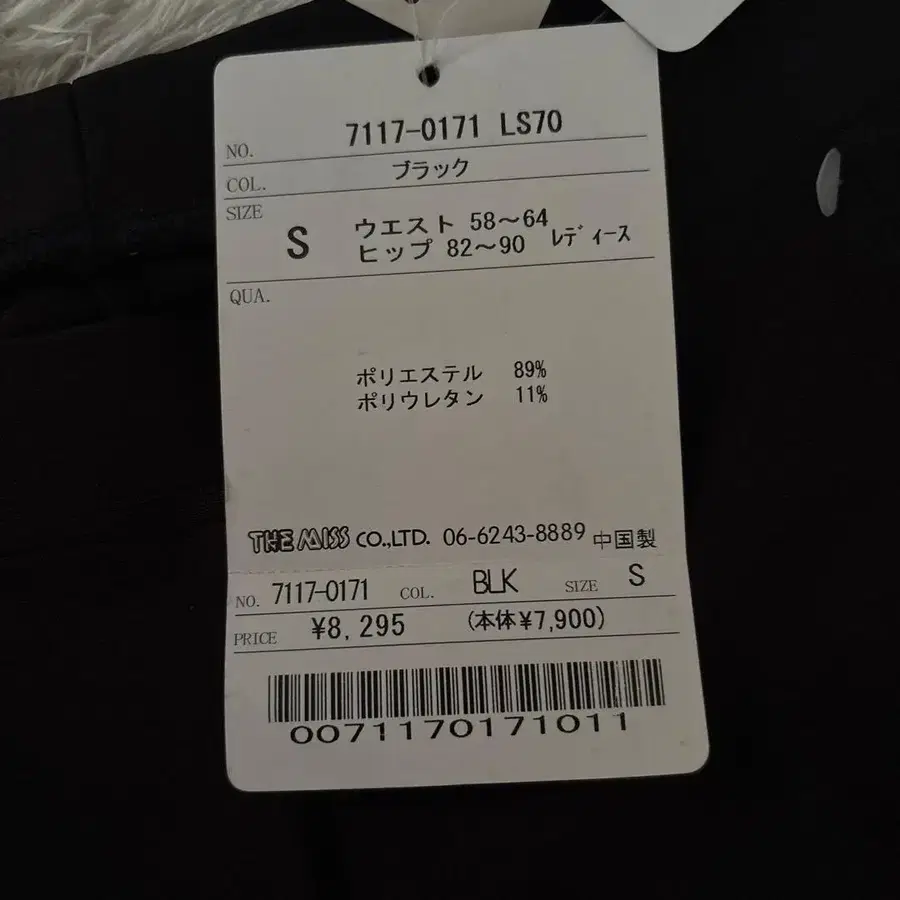 NO. 7117-0171 LS70
COL. ブラック
SIZE S ウエスト 58～64
ヒップ 82～90 ﾚﾃﾞｨｰｽ
QUA.
ポリエステル 89%
ポリウレタン 11%
THE MISS CO.,LTD. 06-6243-8889 中国製
NO. 7117-0171 COL. BLK SIZE S
PRICE ¥8,295 (本体¥7,900)
0071170171011